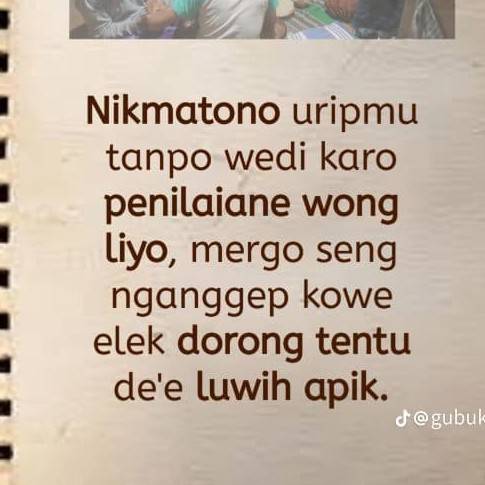 Nikmatono uripmu
tanpo wedi karo
penilaiane wong
liyo, mergo seng
nganggep kowe
elek dorong tentu
de'e luwih apik.
@gubuk